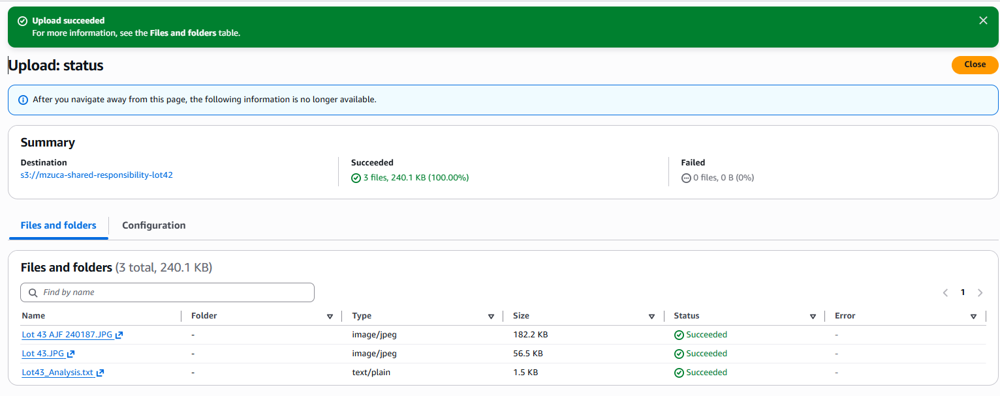 Upload succeeded
For more information, see the Files and folders table.
Upload: status
Close
After you navigate away from this page, the following information is no longer available.
Summary
Destination
s3://mzuca-shared-responsibility-lot42
Succeeded
3 files, 240.1 KB (100.00%)
Failed
0 files, 0 B (0%)
Files and folders
Configuration
Files and folders (3 total, 240.1 KB)
Find by name
1
Name Folder Type Size Status Error
Lot 43 AJF 240187.JPG - image/jpeg 182.2 KB Succeeded -
Lot 43.JPG - image/jpeg 56.5 KB Succeeded -
Lot43_Analysis.txt - text/plain 1.5 KB Succeeded -